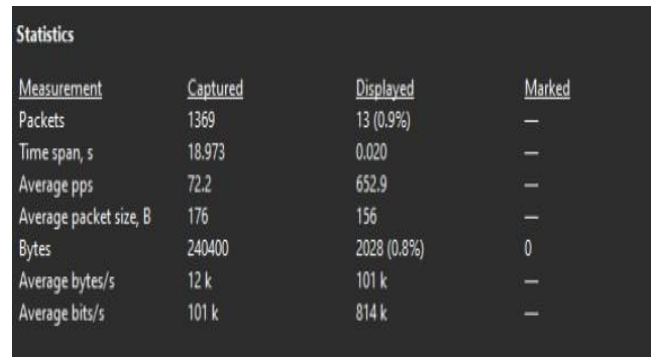 Statistics
Measurement Captured Displayed Marked
Packets 1369 13 (0.9%) —
Time span, s 18.973 0.020 —
Average pps 72.2 652.9 —
Average packet size, B 176 156 —
Bytes 240400 2028 (0.8%) 0
Average bytes/s 12 k 101 k —
Average bits/s 101 k 814 k —